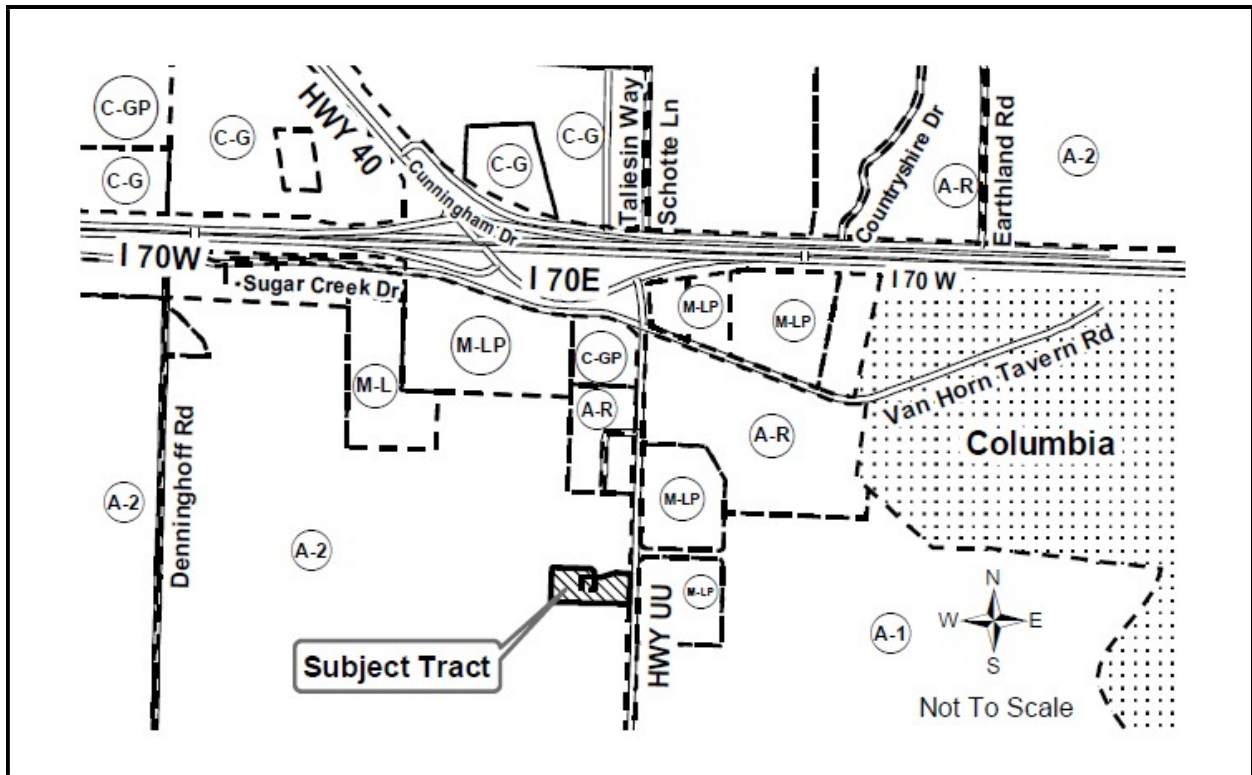 C-GP
C-G
C-G
HWY 40
C-G
C-G
Taliesin Way
Schotte Ln
Countryshire Dr
A-R
Earthland Rd
A-2
Cunningham Dr
I 70W
Sugar Creek Dr
I 70E
I 70 W
M-LP
M-LP
M-LP
C-GP
M-L
A-R
A-R
Van Horn Tavern Rd
Columbia
Denninghoff Rd
A-2
A-2
M-LP
M-LP
Subject Tract
HWY UU
A-1
N
W
E
S
Not To Scale